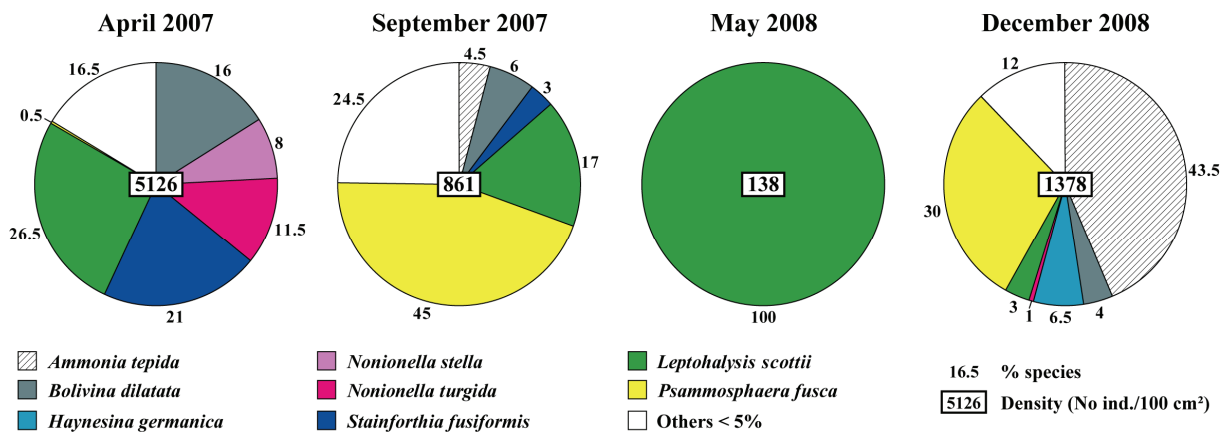 April 2007
September 2007
May 2008
December 2008
16.5
16
0.5
8
5126
26.5
11.5
21
4.5
6
3
24.5
17
861
45
138
100
12
43.5
1378
30
3
1
6.5
4
Ammonia tepida
Bolivina dilatata
Haynesina germanica
Nonionella stella
Nonionella turgida
Stainforthia fusiformis
Leptohalysis scottii
Psammosphaera fusca
Others < 5%
16.5 % species
5126 Density (No ind./100 cm²)